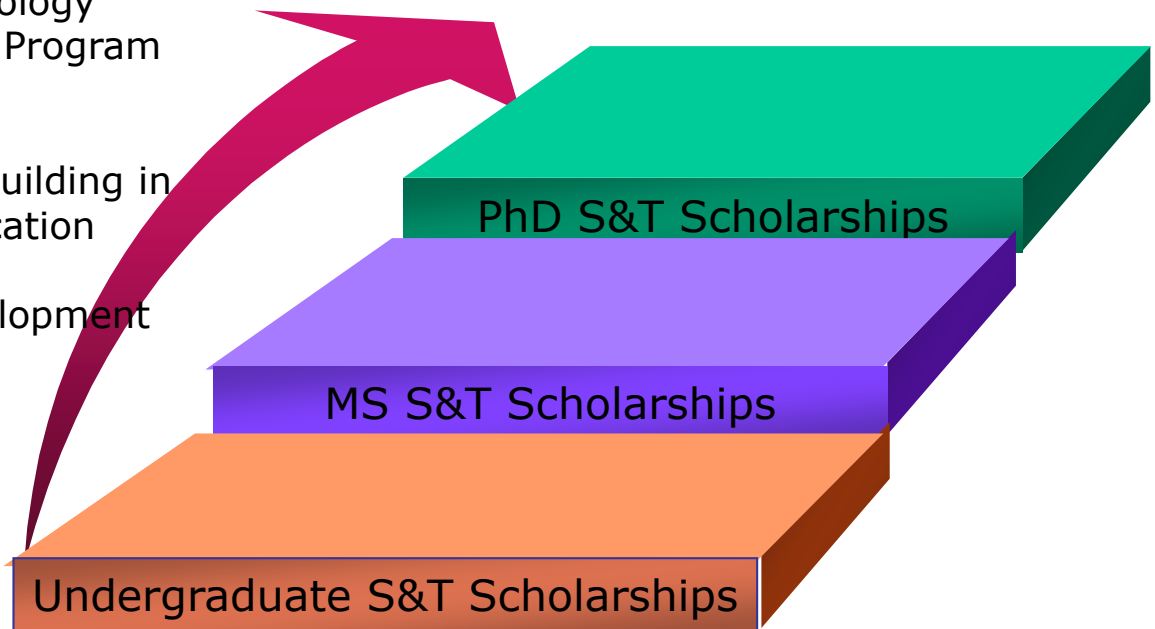 ology
Program
uilding in
cation
lopment
PhD S&T Scholarships
MS S&T Scholarships
Undergraduate S&T Scholarships